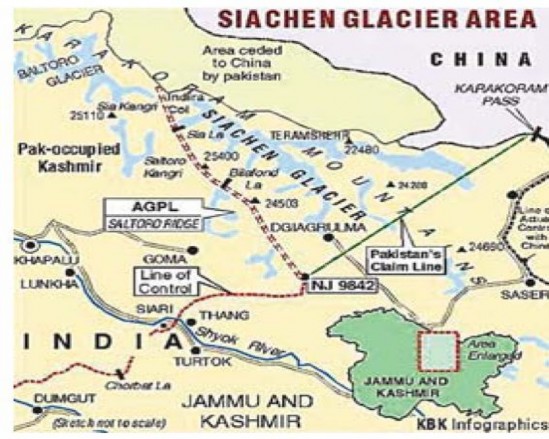 SIACHEN GLACIER AREA
KARAKORAM MOUNTAINS
BALTORO
GLACIER
Area ceded
to China
by pakistan
CHINA
KARAKORAM
PASS
Sia Kangri
Indira
Col
25110
Sia La
SIACHEN GLACIER
TERAMSHEHR
22480
Pak-occupied
Kashmir
Saltoro
Kangri
25400
Bilafond
La
24503
24208
AGPL
SALTORO RIDGE
DGIAGRULMA
Pakistan's
Claim Line
24690
Line of
Actual
Control
with
China
KHAPALU
GOMA
LUNKHA
Line of
Control
NJ 9842
SASER
SIARI
THANG
INDIA
Shyok River
TURTOK
Area
Enlarged
Chorbat La
JAMMU AND
KASHMIR
DUMGUT
(Sketch not to scale)
JAMMU AND
KASHMIR
KBK Infographics